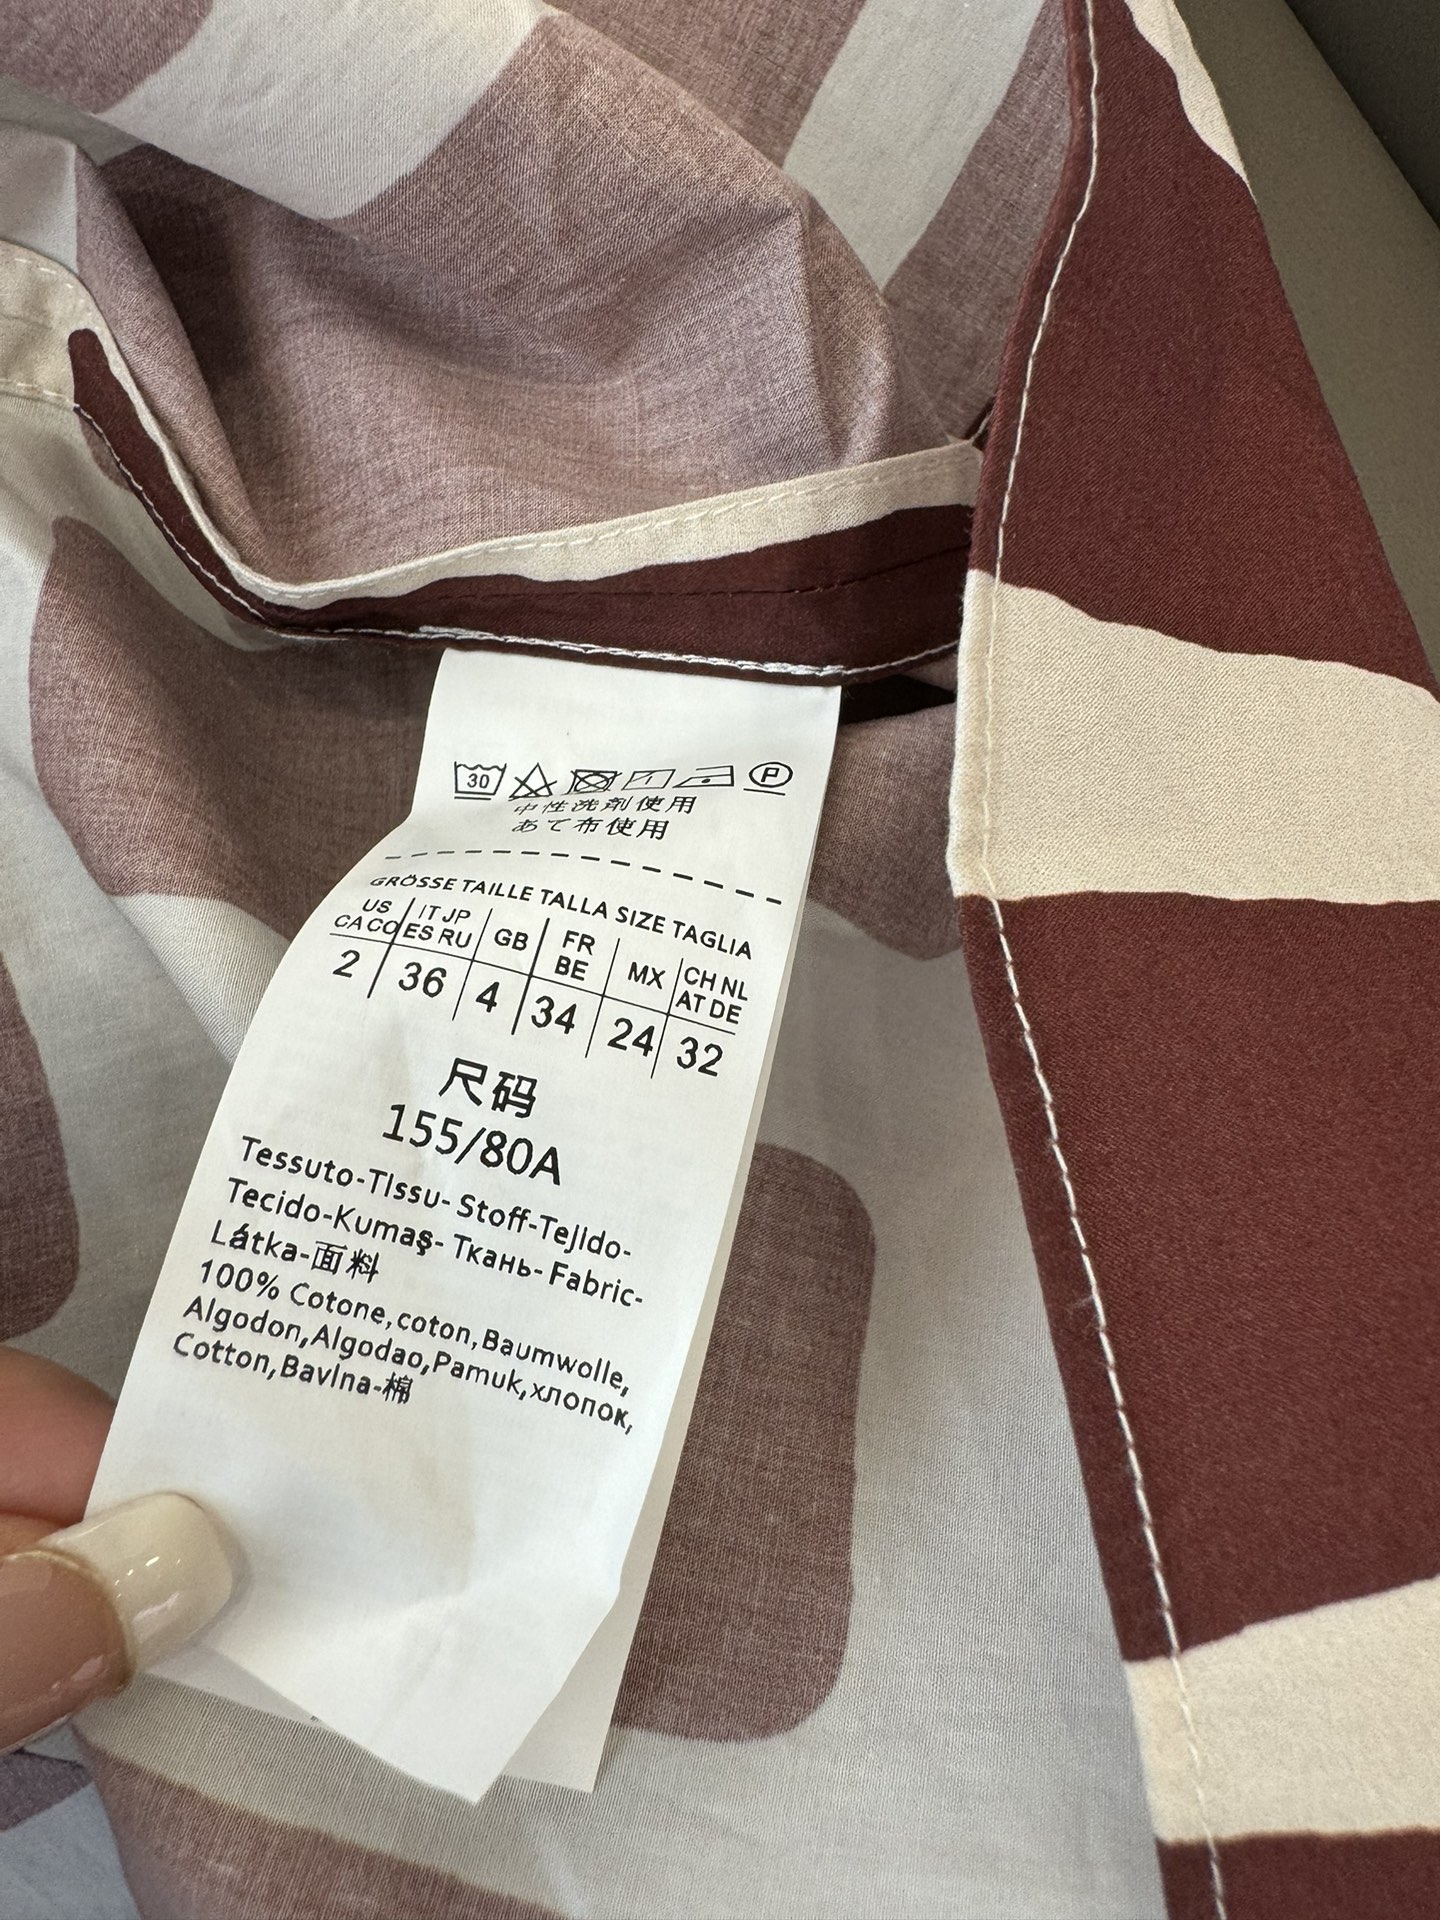 30 P
中性洗剤使用
あて布使用
GRÖSSE TAILLE TALLA SIZE TAGLIA
US CA CO IT JP ES RU GB FR BE MX CH NL AT DE
2 36 4 34 24 32
尺码
155/80A
Tessuto-TIssu- Stoff-Tejido-
Tecido-Kumaş- Ткань-Fabric-
Látka-面料
100% Cotone,coton,Baumwolle,
Algodon,Algodao,Pamuk,хлопок,
Cotton,Bavlna-棉